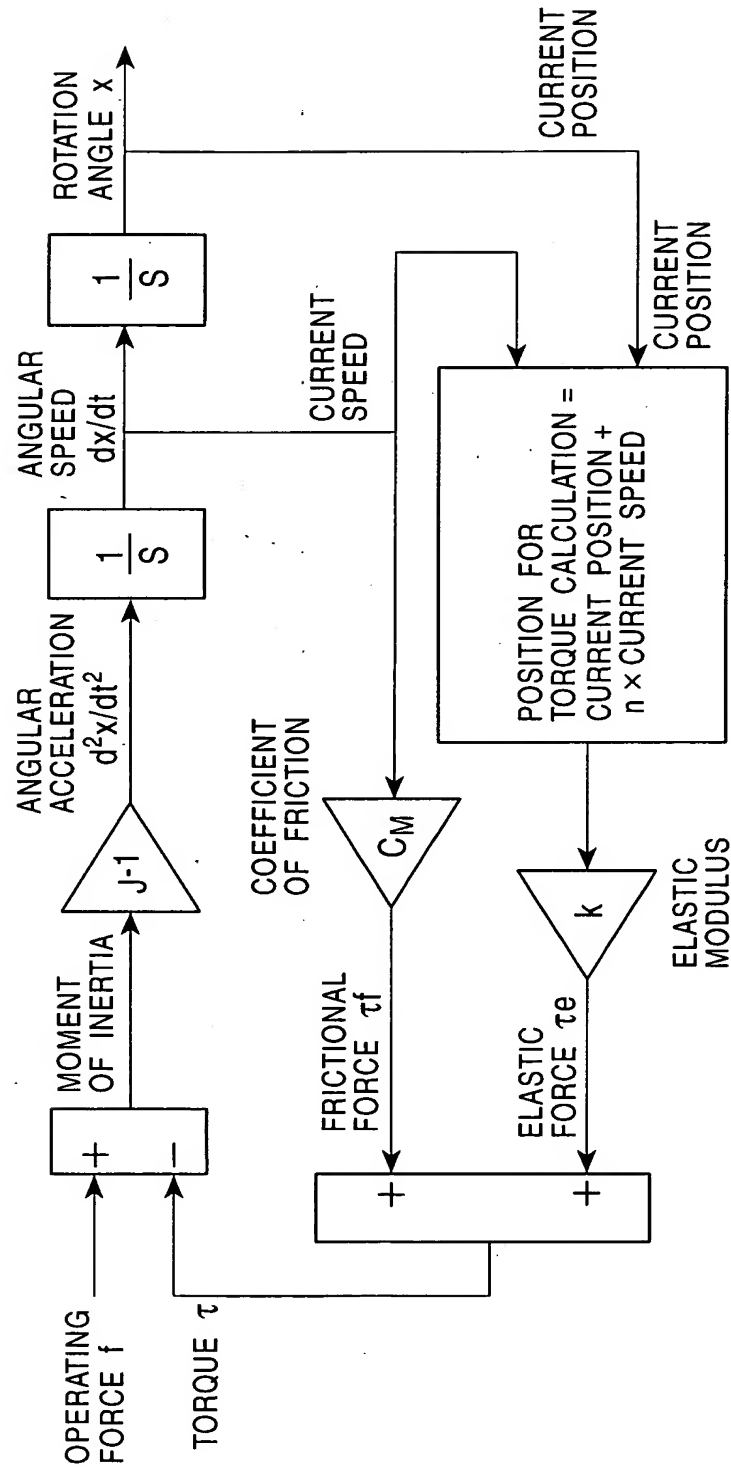 OPERATING
FORCE f
TORQUE τ
+
−
MOMENT
OF INERTIA
J-1
ANGULAR
ACCELERATION
d²x/dt²
1
S
ANGULAR
SPEED
dx/dt
1
S
ROTATION
ANGLE x
CURRENT
SPEED
CURRENT
POSITION
CURRENT
POSITION
COEFFICIENT
OF FRICTION
CM
FRICTIONAL
FORCE τf
+
POSITION FOR
TORQUE CALCULATION =
CURRENT POSITION +
n × CURRENT SPEED
k
ELASTIC
MODULUS
ELASTIC
FORCE τe
+